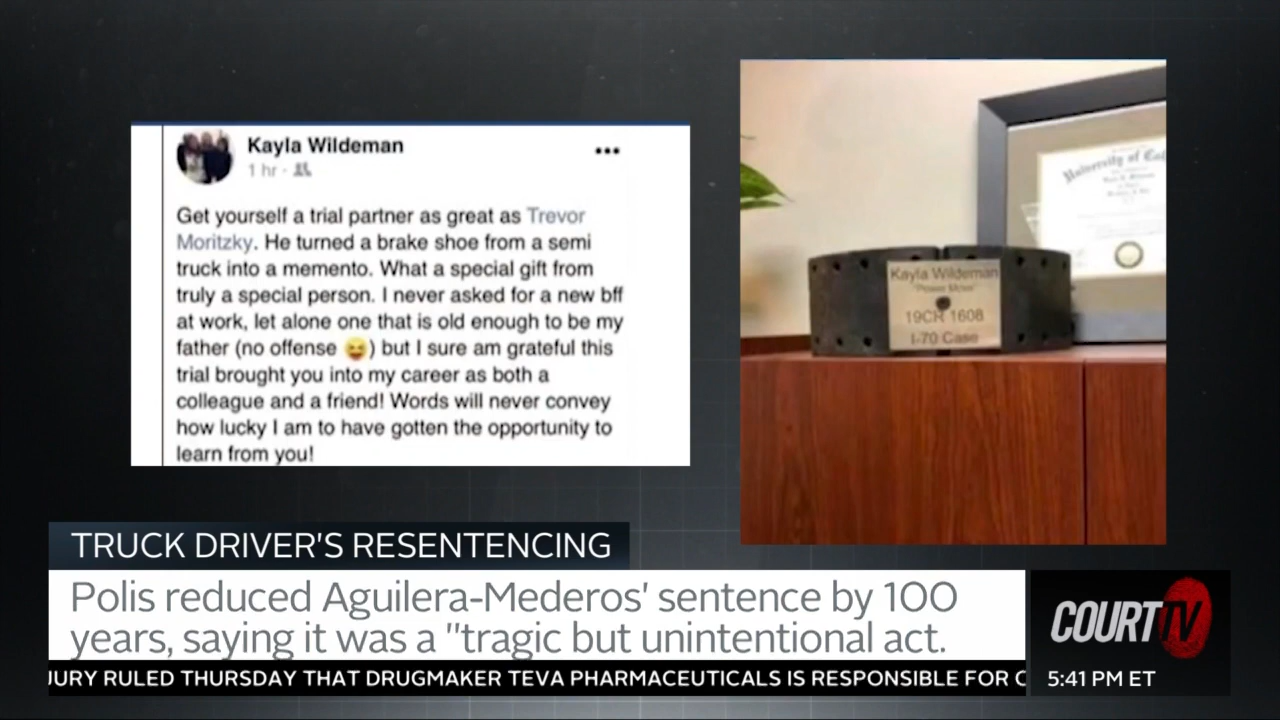 Kayla Wildeman
1 hr
Get yourself a trial partner as great as Trevor
Moritzky. He turned a brake shoe from a semi
truck into a memento. What a special gift from
truly a special person. I never asked for a new bff
at work, let alone one that is old enough to be my
father (no offense 😆) but I sure am grateful this
trial brought you into my career as both a
colleague and a friend! Words will never convey
how lucky I am to have gotten the opportunity to
learn from you!
University of
Kayla Wildeman
19CR 1608
I-70 Case
TRUCK DRIVER'S RESENTENCING
Polis reduced Aguilera-Mederos' sentence by 100
years, saying it was a "tragic but unintentional act.
COURT TV
JURY RULED THURSDAY THAT DRUGMAKER TEVA PHARMACEUTICALS IS RESPONSIBLE FOR
5:41 PM ET